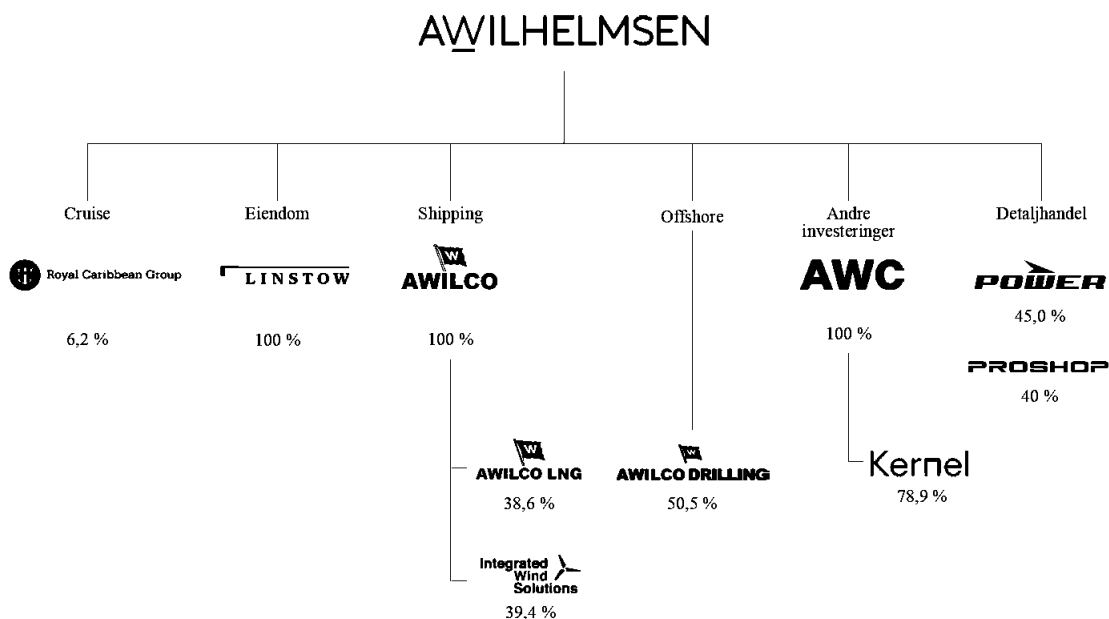 AWILHELMSEN
Cruise
Eiendom
Shipping
Offshore
Andre
investeringer
Detaljhandel
Royal Caribbean Group
6,2 %
LINSTOW
100 %
W
AWILCO
100 %
AWC
100 %
POWER
45,0 %
PROSHOP
40 %
W
AWILCO LNG
38,6 %
W
AWILCO DRILLING
50,5 %
Kernel
78,9 %
Integrated
Wind
Solutions
39,4 %